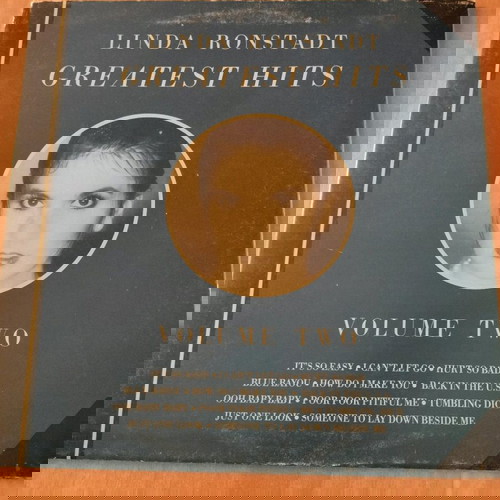 LINDA RONSTADT
GREATEST HITS
VOLUME TWO
IT'S SO EASY • I CAN'T LET GO • HURT SO BAD
BLUE BAYOU • HOW DO I MAKE YOU • BACK IN THE U.S.
OOH BABY BABY • POOR POOR PITIFUL ME • TUMBLING DIC
JUST ONE LOOK • SOMEONE TO LAY DOWN BESIDE ME